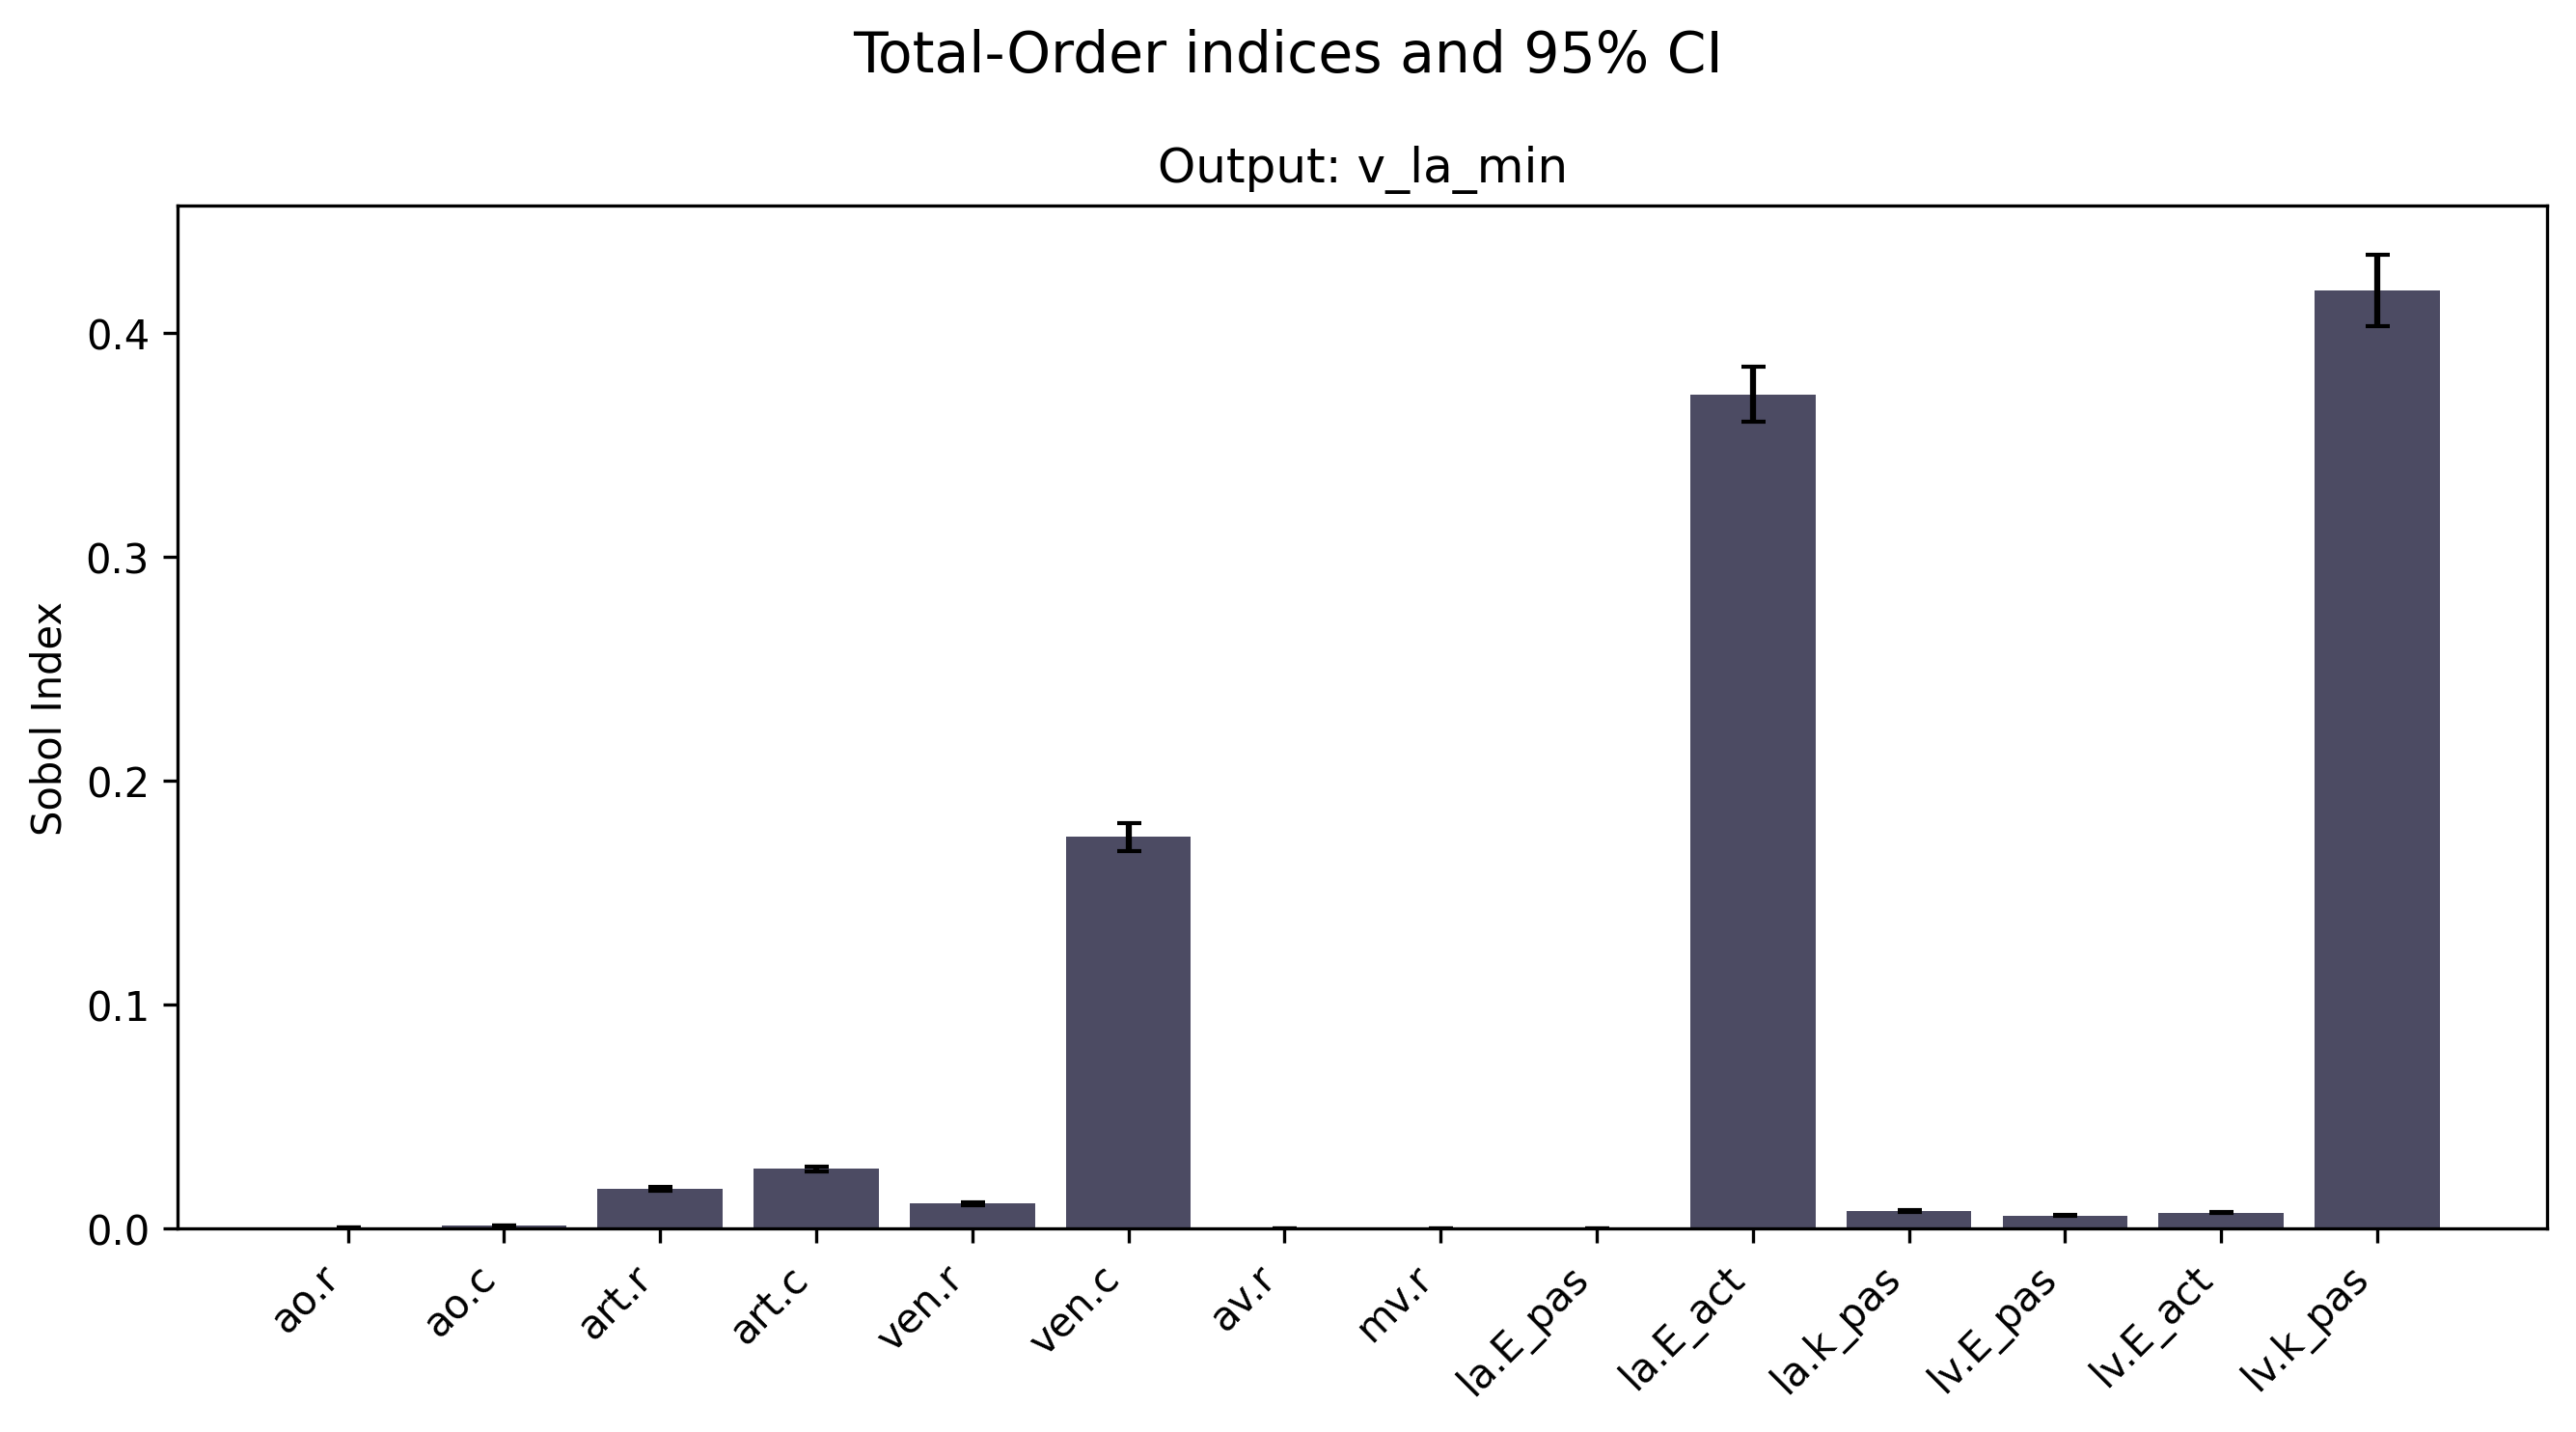 Total-Order indices and 95% CI
Output: v_la_min
Sobol Index
0.4
0.3
0.2
0.1
0.0
ao.r
ao.c
art.r
art.c
ven.r
ven.c
av.r
mv.r
la.E_pas
la.E_act
la.k_pas
lv.E_pas
lv.E_act
lv.k_pas